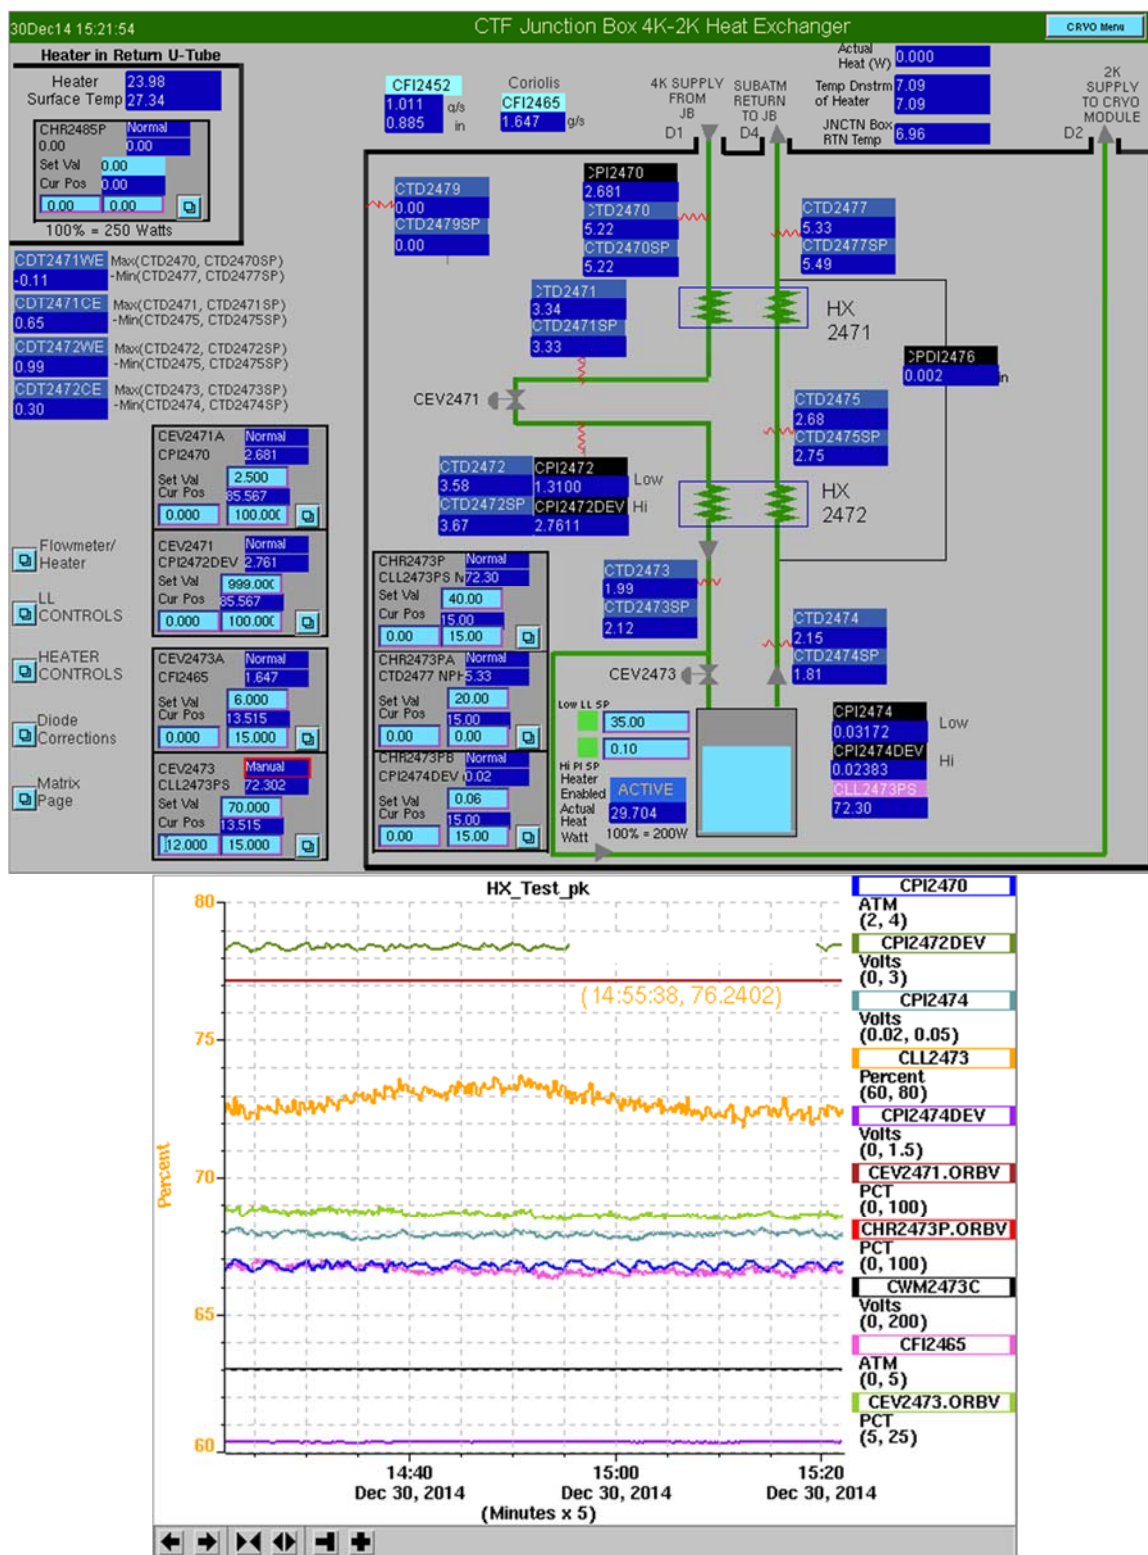 30Dec14 15:21:54
CTF Junction Box 4K-2K Heat Exchanger
CRYO Menu
Heater in Return U-Tube
Heater 23.98
Surface Temp 27.34
CHR2485P Normal
0.00 0.00
Set Val 0.00
Cur Pos 0.00
0.00 0.00
100% = 250 Watts
CFI2452
1.011 g/s
0.885 in
Coriolis
CFI2465
1.647 g/s
4K SUPPLY
FROM
JB
D1
SUBATM
RETURN
TO JB
D4
Actual
Heat (W) 0.000
Temp Dnstrm 7.09
of Heater 7.09
JNCTN Box
RTN Temp 6.96
2K
SUPPLY
TO CRYO
MODULE
D2
CTD2479
0.00
CTD2479SP
0.00
CPI2470
2.681
CTD2470
5.22
CTD2470SP
5.22
CTD2477
5.33
CTD2477SP
5.49
CDT2471WE Max(CTD2470, CTD2470SP)
-0.11 -Min(CTD2477, CTD2477SP)
CDT2471CE Max(CTD2471, CTD2471SP)
0.65 -Min(CTD2475, CTD2475SP)
CDT2472WE Max(CTD2472, CTD2472SP)
0.99 -Min(CTD2475, CTD2475SP)
CDT2472CE Max(CTD2473, CTD2473SP)
0.30 -Min(CTD2474, CTD2474SP)
CTD2471
3.34
CTD2471SP
3.33
HX
2471
CPDI2476
0.002 in
CEV2471
CTD2475
2.68
CTD2475SP
2.75
CTD2472 CPI2472
3.58 1.3100 Low
CTD2472SP CPI2472DEV Hi
3.67 2.7611
HX
2472
CEV2471A Normal
CPI2470 2.681
Set Val 2.500
Cur Pos 85.567
0.000 100.000
CEV2471 Normal
CPI2472DEV 2.761
Set Val 999.000
Cur Pos 85.567
0.000 100.000
CEV2473A Normal
CFI2465 1.647
Set Val 6.000
Cur Pos 13.515
0.000 15.000
CEV2473 Manual
CLL2473PS 72.302
Set Val 70.000
Cur Pos 13.515
12.000 15.000
Flowmeter/
Heater
LL
CONTROLS
HEATER
CONTROLS
Diode
Corrections
Matrix
Page
CHR2473P Normal
CLL2473PS N 72.30
Set Val 40.00
Cur Pos 15.00
0.00 15.00
CHR2473PA Normal
CTD2477 NPH 5.33
Set Val 20.00
Cur Pos 15.00
15.00 0.00
CHR2473PB Normal
CPI2474DEV 0.02
Set Val 0.06
Cur Pos 15.00
0.00 15.00
CTD2473
1.99
CTD2473SP
2.12
CTD2474
2.15
CTD2474SP
1.81
CEV2473
Low LL SP
35.00
0.10
Hi PI SP
Heater
Enabled ACTIVE
Actual
Heat 29.704
Watt 100% = 200W
CPI2474
0.03172 Low
CPI2474DEV
0.02383 Hi
CLL2473PS
72.30
HX_Test_pk
80
75
70
65
60
Percent
(14:55:38, 76.2402)
14:40 15:00 15:20
Dec 30, 2014 Dec 30, 2014 Dec 30, 2014
(Minutes x 5)
CPI2470
ATM
(2, 4)
CPI2472DEV
Volts
(0, 3)
CPI2474
Volts
(0.02, 0.05)
CLL2473
Percent
(60, 80)
CPI2474DEV
Volts
(0, 1.5)
CEV2471.ORBV
PCT
(0, 100)
CHR2473P.ORBV
PCT
(0, 100)
CWM2473C
Volts
(0, 200)
CFI2465
ATM
(0, 5)
CEV2473.ORBV
PCT
(5, 25)